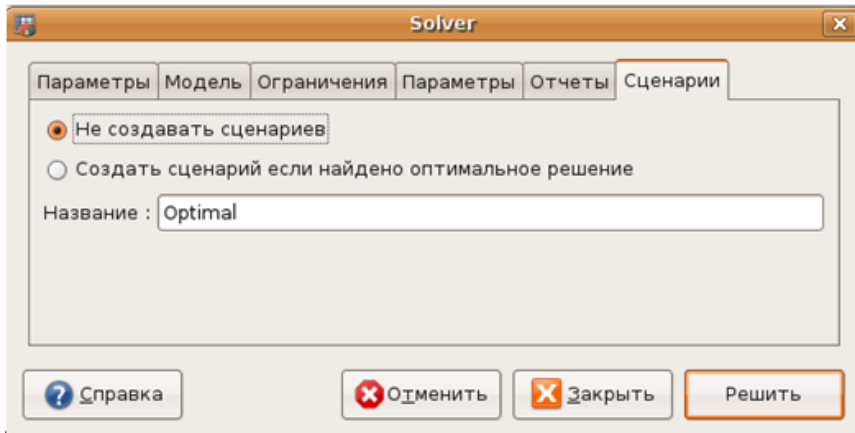 Solver
Параметры Модель Ограничения Параметры Отчеты Сценарии
Не создавать сценариев
Создать сценарий если найдено оптимальное решение
Название : Optimal
Справка Отменить Закрыть Решить